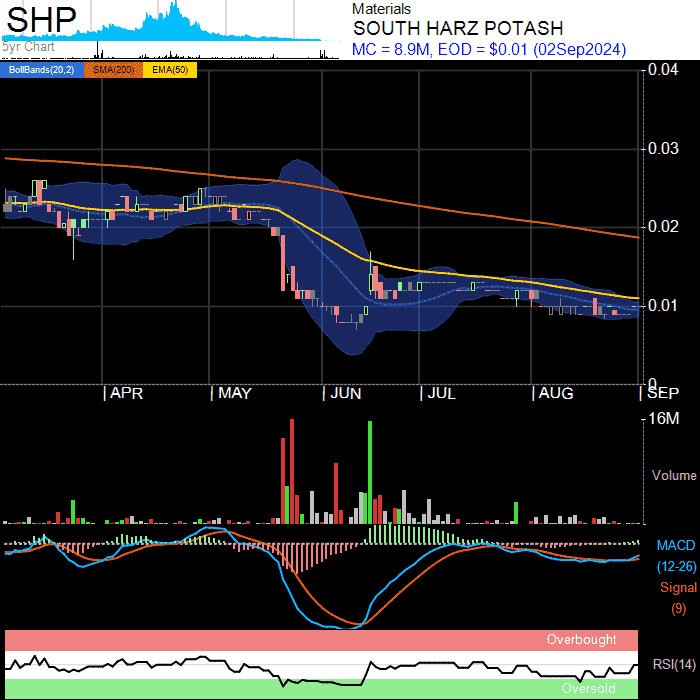 SHP
5yr Chart
Materials
SOUTH HARZ POTASH
MC = 8.9M, EOD = $0.01 (02Sep2024)
BollBands(20,2) SMA(200) EMA(50)
0.04
0.03
0.02
0.01
0
APR MAY JUN JUL AUG SEP
16M
Volume
MACD
(12-26)
Signal
(9)
Overbought
RSI(14)
Oversold